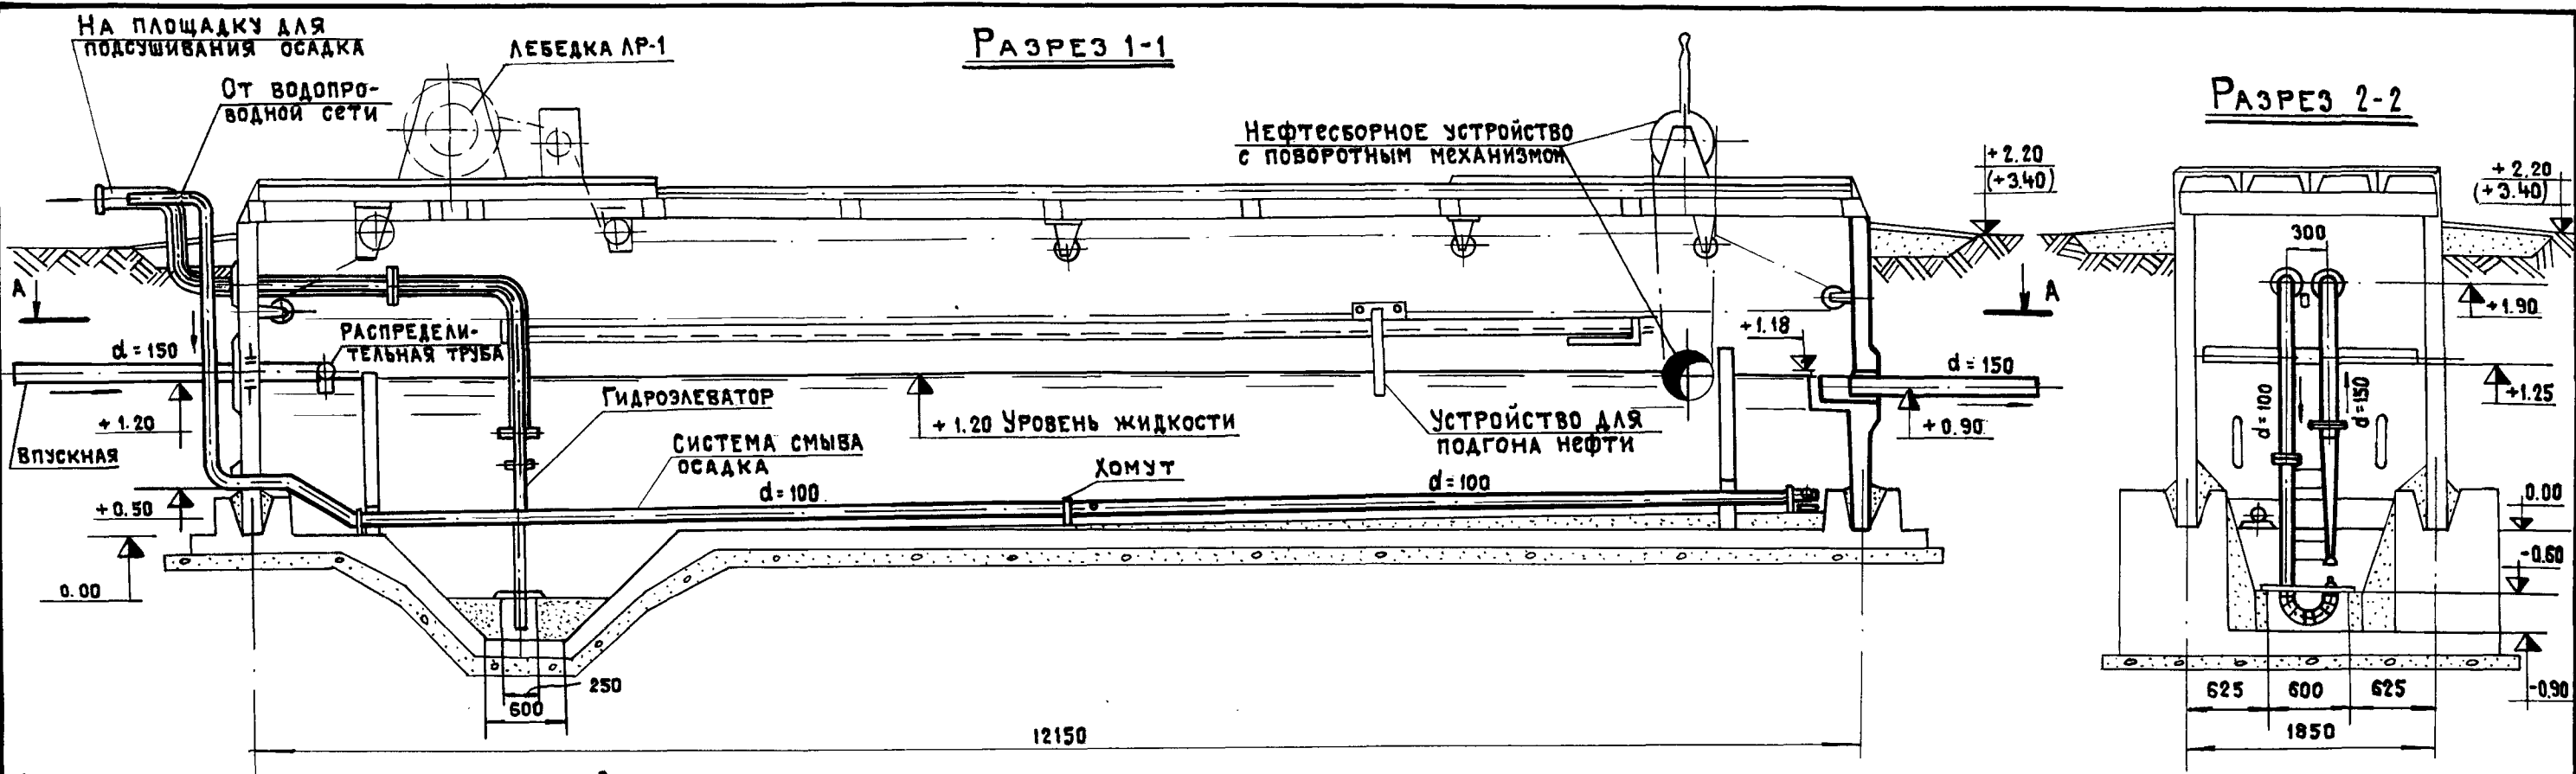 На площадку для
подсушивания осадка
Лебедка ЛР-1
Разрез 1-1
От водопро-
водной сети
Разрез 2-2
Нефтесборное устройство
с поворотным механизмом
+2.20
(+3.40)
+2.20
(+3.40)
300
А
А
+1.90
Распредели-
тельная труба
+1.18
d=150
d=150
Гидроэлеватор
+1.20
+1.20 Уровень жидкости
Устройство для
подгона нефти
+0.90
d=100
d=150
+1.25
Впускная
Система смыва
осадка
Хомут
d=100
d=100
+0.50
0.00
0.00
-0.60
250
600
625
600
625
-0.90
12150
1850